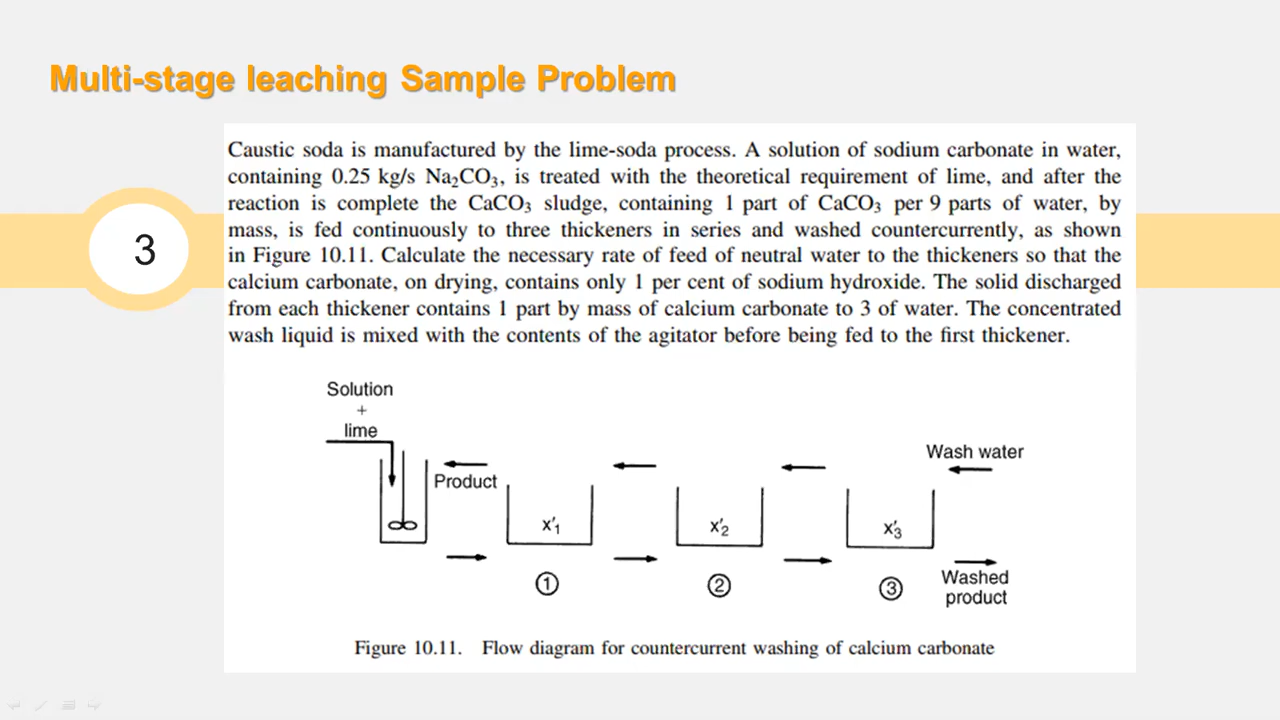 Multi-stage leaching Sample Problem
3
Caustic soda is manufactured by the lime-soda process. A solution of sodium carbonate in water,
containing 0.25 kg/s Na₂CO₃, is treated with the theoretical requirement of lime, and after the
reaction is complete the CaCO₃ sludge, containing 1 part of CaCO₃ per 9 parts of water, by
mass, is fed continuously to three thickeners in series and washed countercurrently, as shown
in Figure 10.11. Calculate the necessary rate of feed of neutral water to the thickeners so that the
calcium carbonate, on drying, contains only 1 per cent of sodium hydroxide. The solid discharged
from each thickener contains 1 part by mass of calcium carbonate to 3 of water. The concentrated
wash liquid is mixed with the contents of the agitator before being fed to the first thickener.
Solution
+
lime
Product
Wash water
x′₁
x′₂
x′₃
①
②
③
Washed
product
Figure 10.11. Flow diagram for countercurrent washing of calcium carbonate